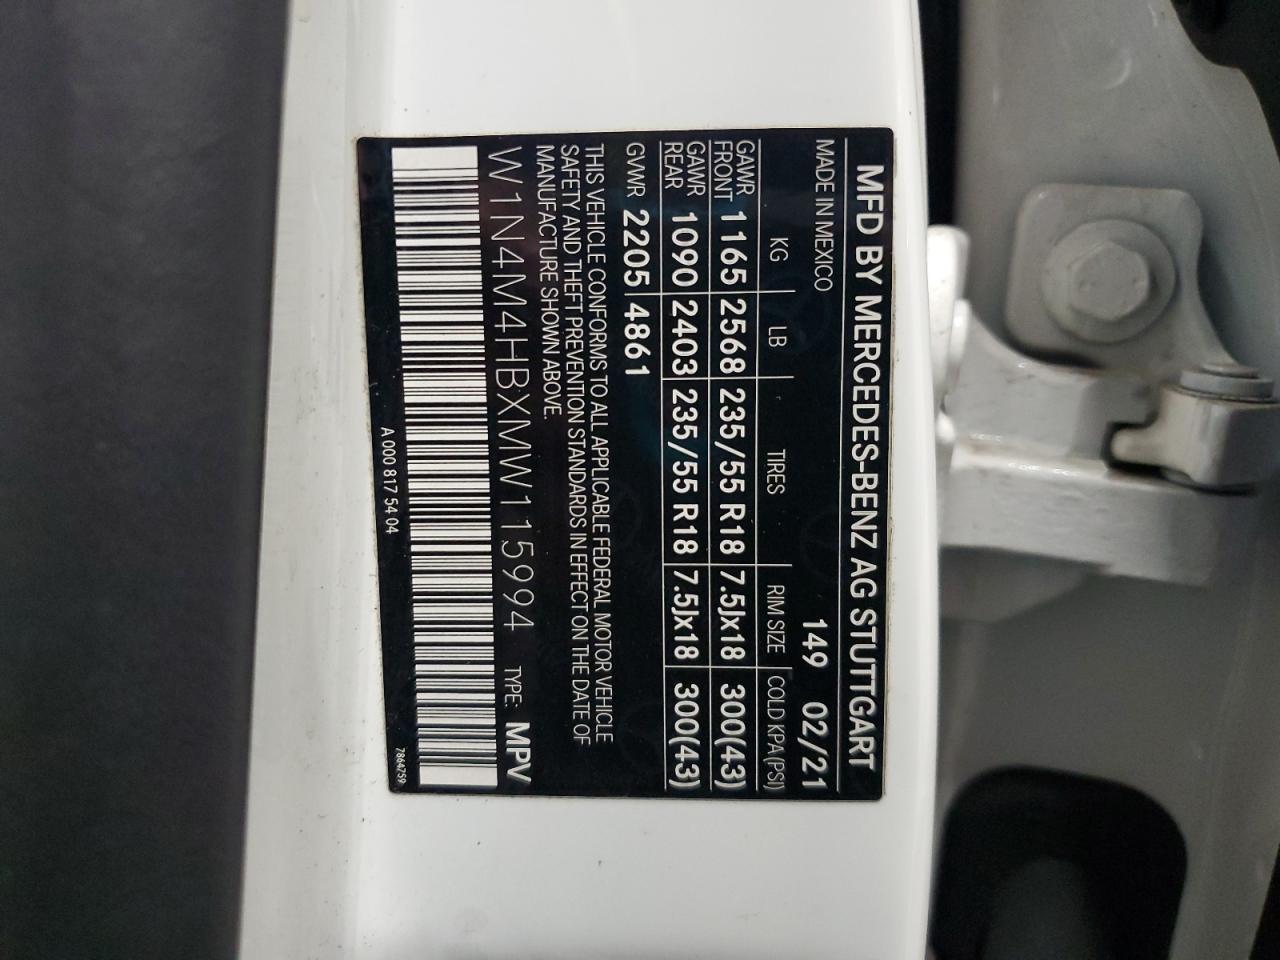 MFD BY MERCEDES-BENZ AG STUTTGART
MADE IN MEXICO 149 02/21
KG LB TIRES RIM SIZE COLD KPA (PSI)
GAWR FRONT 1165 2568 235/55 R18 7.5Jx18 300(43)
GAWR REAR 1090 2403 235/55 R18 7.5Jx18 300(43)
GVWR 2205 4861
THIS VEHICLE CONFORMS TO ALL APPLICABLE FEDERAL MOTOR VEHICLE
SAFETY AND THEFT PREVENTION STANDARDS IN EFFECT ON THE DATE OF
MANUFACTURE SHOWN ABOVE.
W1N4M4HBXMW115994 TYPE: MPV
A 000 817 54 04
7864759